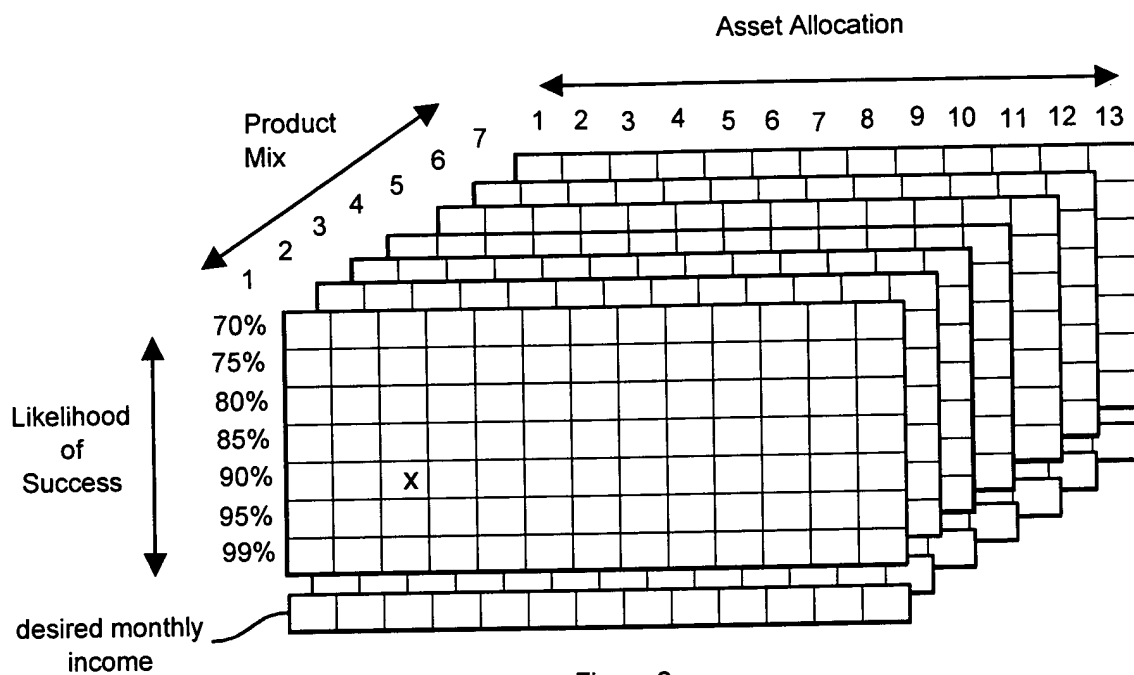 Asset Allocation
Product
Mix
1 2 3 4 5 6 7 8 9 10 11 12 13
7
6
5
4
3
2
1
70%
75%
80%
85%
90%
95%
99%
Likelihood
of
Success
x
desired monthly
income